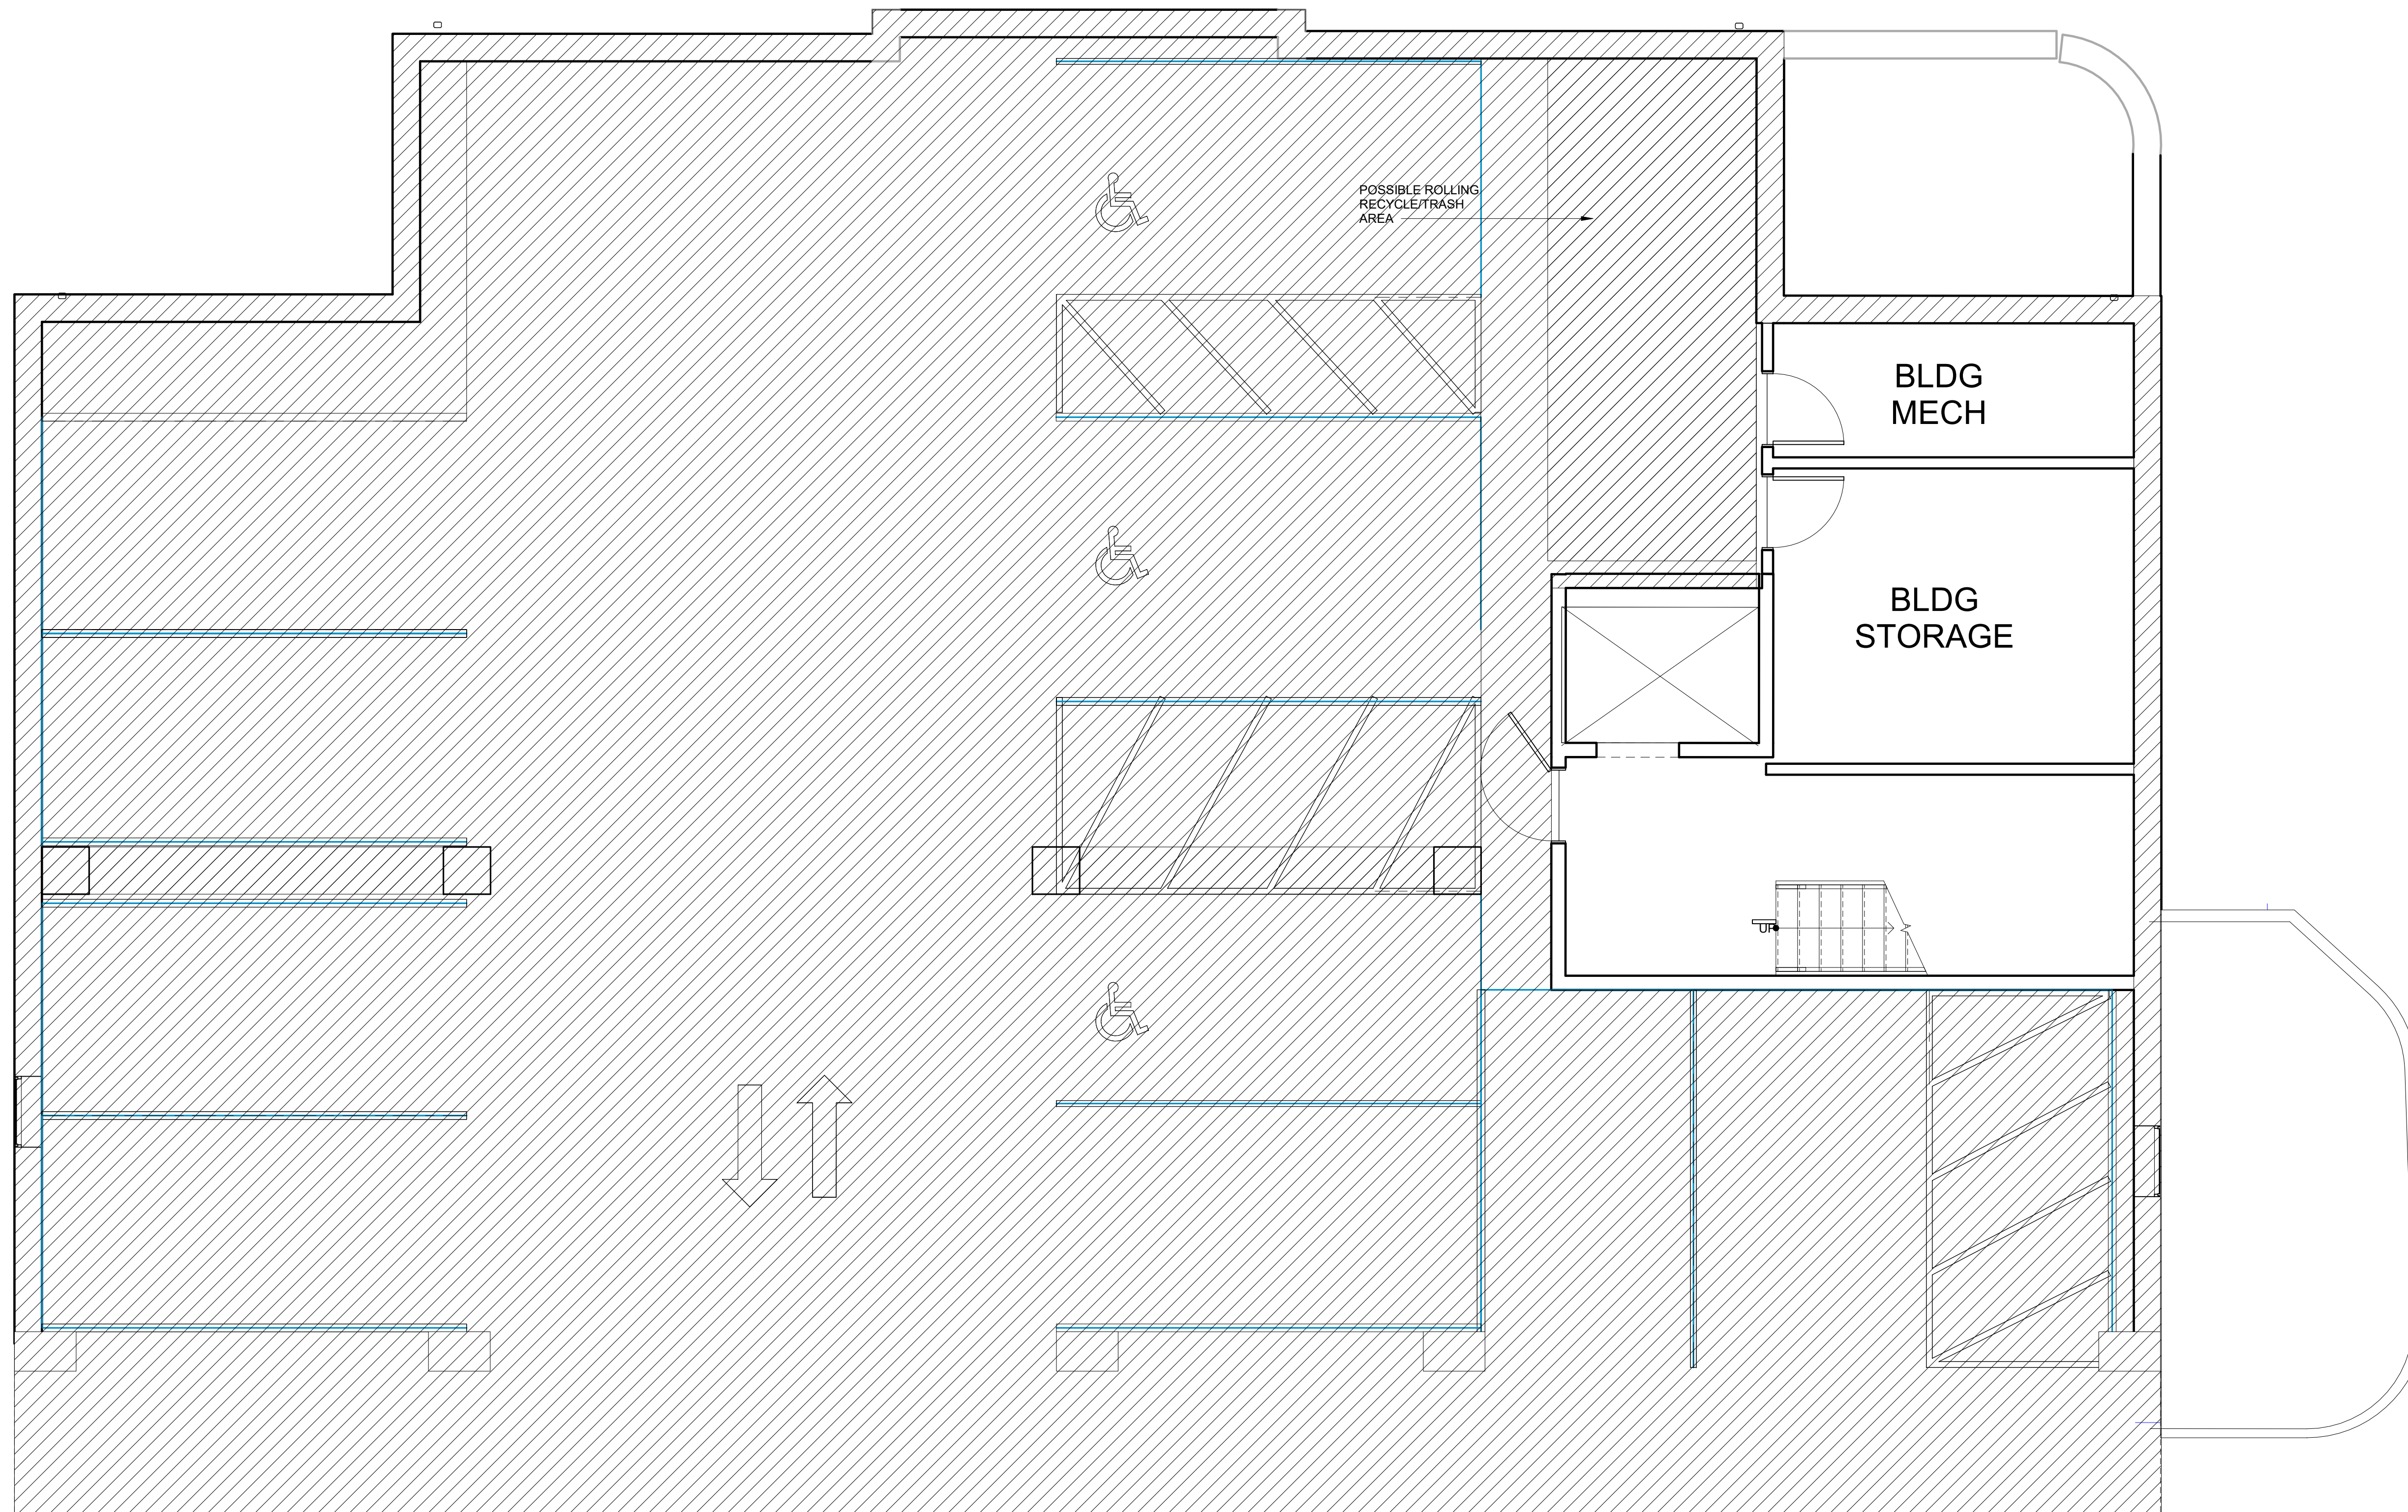 POSSIBLE ROLLING
RECYCLE/TRASH
AREA
BLDG
MECH
BLDG
STORAGE
UP